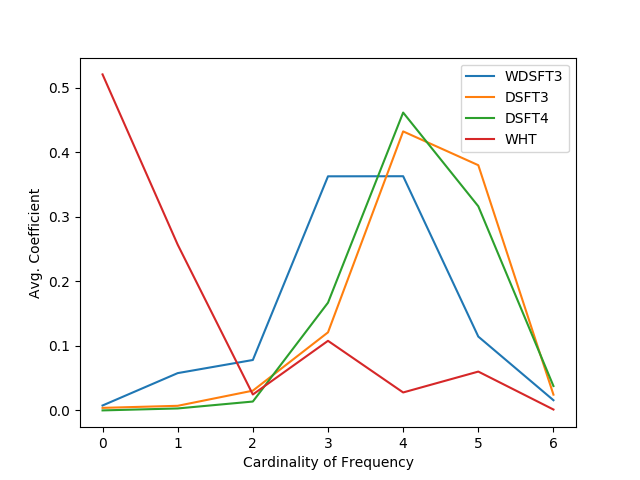 WDSFT3
DSFT3
DSFT4
WHT
0.5
0.4
0.3
0.2
0.1
0.0
Avg. Coefficient
0 1 2 3 4 5 6
Cardinality of Frequency